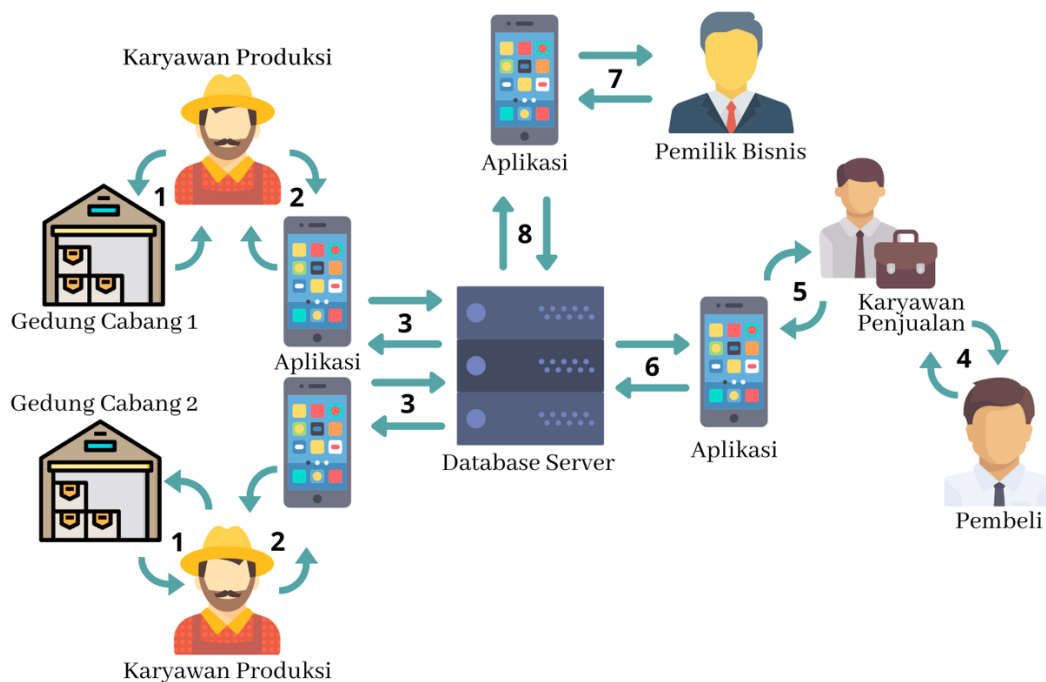 Karyawan Produksi
1
2
Gedung Cabang 1
Aplikasi
3
Aplikasi
7
Pemilik Bisnis
8
3
Database Server
6
Aplikasi
5
Karyawan
Penjualan
4
Pembeli
Gedung Cabang 2
1
2
Karyawan Produksi